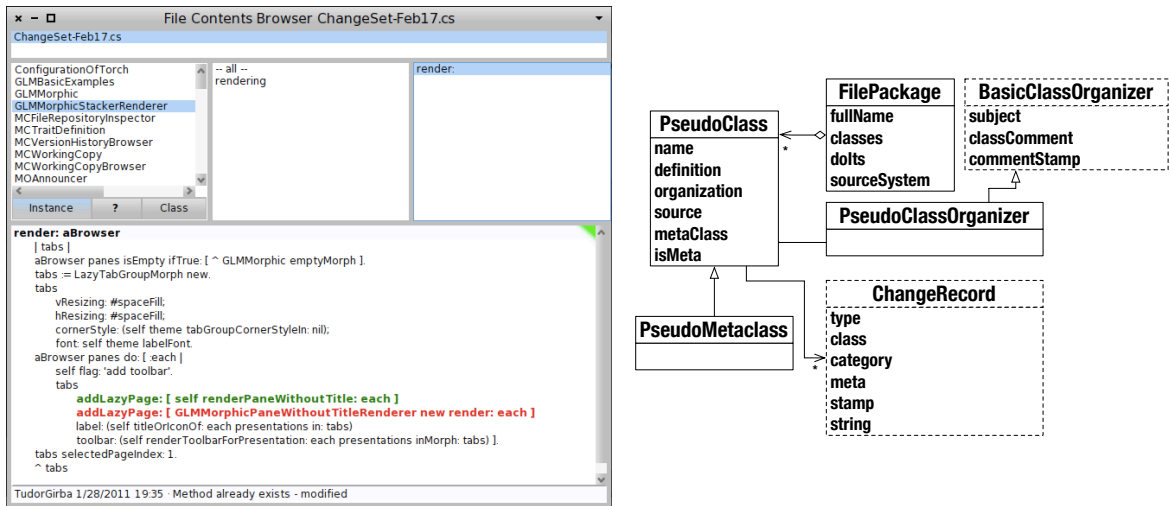 File Contents Browser ChangeSet-Feb17.cs
ChangeSet-Feb17.cs
ConfigurationOfTorch
GLMBasicExamples
GLMMorphic
GLMMorphicStackerRenderer
MCFileRepositoryInspector
MCTraitDefinition
MCVersionHistoryBrowser
MCWorkingCopy
MCWorkingCopyBrowser
MOAnnouncer
Instance
?
Class
-- all --
rendering
render:
render: aBrowser
| tabs |
aBrowser panes isEmpty ifTrue: [ ^ GLMMorphic emptyMorph ].
tabs := LazyTabGroupMorph new.
tabs
vResizing: #spaceFill;
hResizing: #spaceFill;
cornerStyle: (self theme tabGroupCornerStyleIn: nil);
font: self theme labelFont.
aBrowser panes do: [ :each |
self flag: 'add toolbar'.
tabs
addLazyPage: [ self renderPaneWithoutTitle: each ]
addLazyPage: [ GLMMorphicPaneWithoutTitleRenderer new render: each ]
label: (self titleOrIconOf: each presentations in: tabs)
toolbar: (self renderToolbarForPresentation: each presentations inMorph: tabs) ].
tabs selectedPageIndex: 1.
^ tabs
TudorGirba 1/28/2011 19:35 · Method already exists - modified
PseudoClass
name
definition
organization
source
metaClass
isMeta
*
FilePackage
fullName
classes
doIts
sourceSystem
BasicClassOrganizer
subject
classComment
commentStamp
PseudoClassOrganizer
PseudoMetaclass
*
ChangeRecord
type
class
category
meta
stamp
string